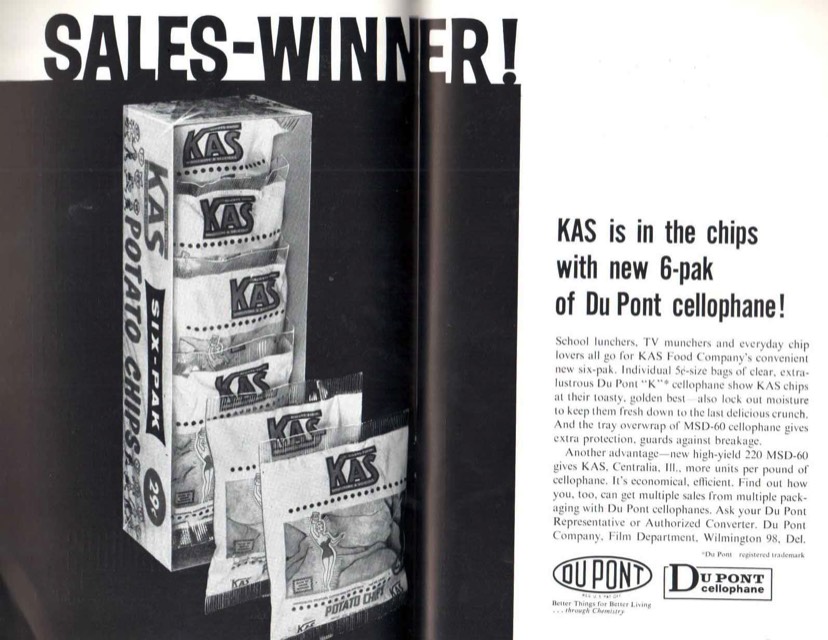 SALES-WINNER!
KAS
KAS
KAS
KAS
KAS
KAS
KAS
POTATO CHIPS
SIX-PAK
KAS
POTATO CHIPS
KAS
KAS is in the chips
with new 6-pak
of Du Pont cellophane!
School lunchers, TV munchers and everyday chip
lovers all go for KAS Food Company's convenient
new six-pak. Individual 5¢-size bags of clear, extra-
lustrous Du Pont "K"* cellophane show KAS chips
at their toasty, golden best—also lock out moisture
to keep them fresh down to the last delicious crunch.
And the tray overwrap of MSD-60 cellophane gives
extra protection, guards against breakage.
Another advantage—new high-yield 220 MSD-60
gives KAS, Centralia, Ill., more units per pound of
cellophane. It's economical, efficient. Find out how
you, too, can get multiple sales from multiple pack-
aging with Du Pont cellophanes. Ask your Du Pont
Representative or Authorized Converter. Du Pont
Company, Film Department, Wilmington 98, Del.
*Du Pont registered trademark
DU PONT
REG. U.S. PAT. OFF.
Better Things for Better Living
...through Chemistry
DU PONT
cellophane